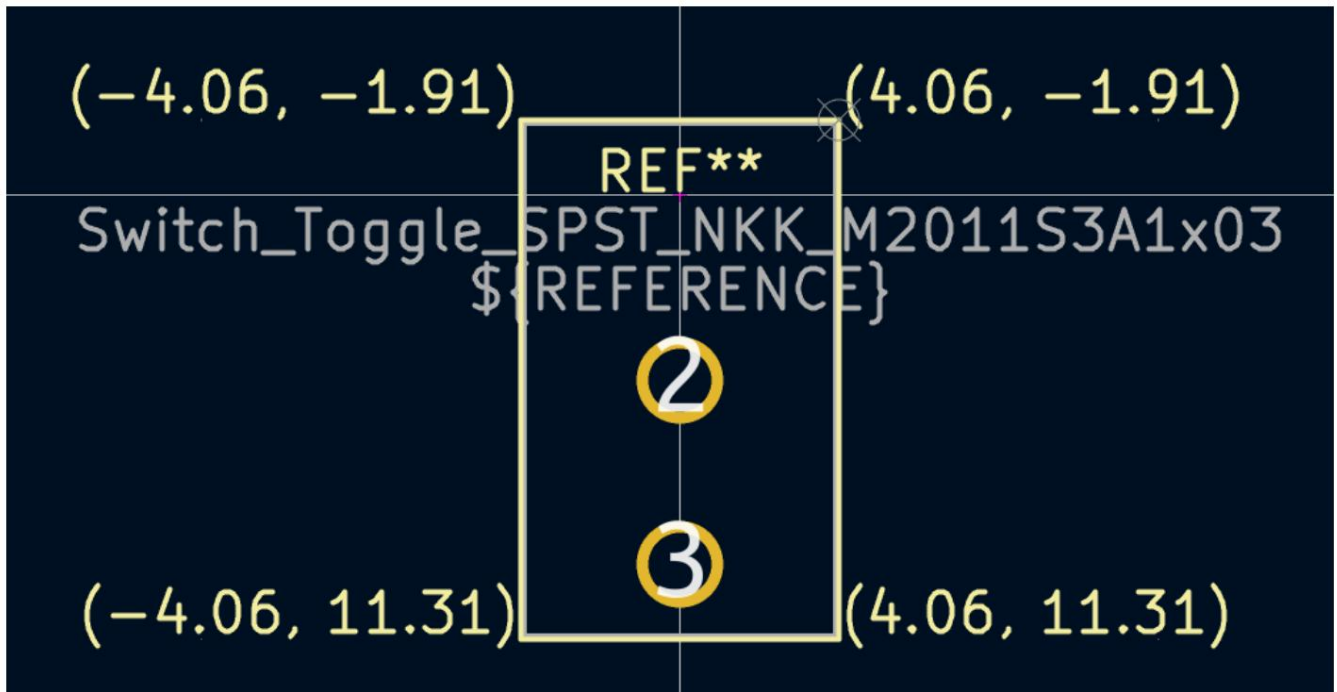 (-4.06, -1.91) (4.06, -1.91)
REF**
Switch_Toggle_SPST_NKK_M2011S3A1x03
${REFERENCE}
2
3
(-4.06, 11.31) (4.06, 11.31)